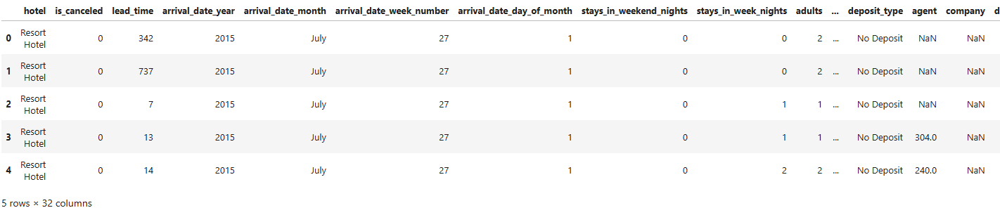 hotel is_canceled lead_time arrival_date_year arrival_date_month arrival_date_week_number arrival_date_day_of_month stays_in_weekend_nights stays_in_week_nights adults ... deposit_type agent company d
0 Resort Hotel 0 342 2015 July 27 1 0 0 2 ... No Deposit NaN NaN
1 Resort Hotel 0 737 2015 July 27 1 0 0 2 ... No Deposit NaN NaN
2 Resort Hotel 0 7 2015 July 27 1 0 1 1 ... No Deposit NaN NaN
3 Resort Hotel 0 13 2015 July 27 1 0 1 1 ... No Deposit 304.0 NaN
4 Resort Hotel 0 14 2015 July 27 1 0 2 2 ... No Deposit 240.0 NaN
5 rows × 32 columns